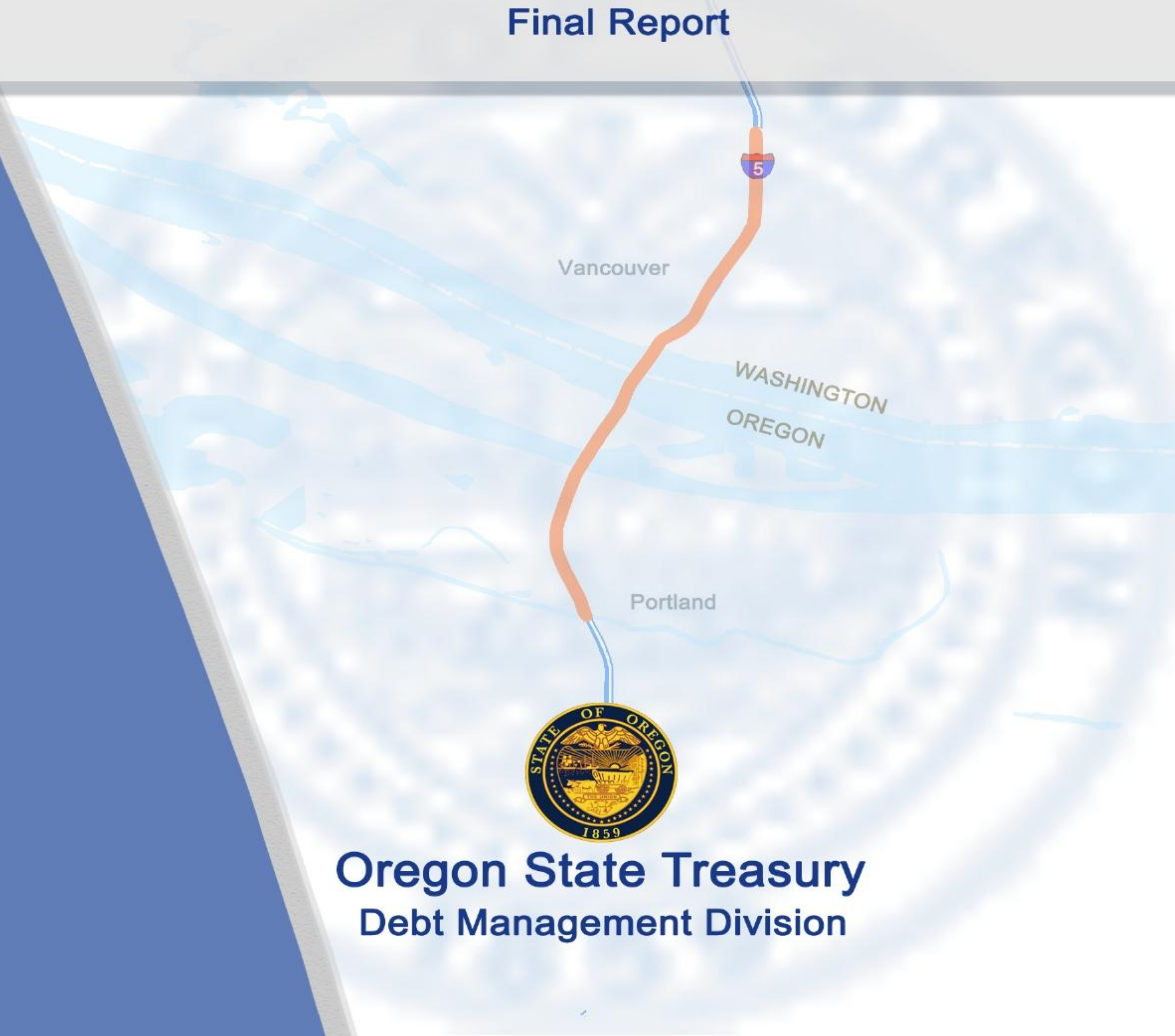 Final Report
5
Vancouver
WASHINGTON
OREGON
Portland
STATE OF OREGON
1859
Oregon State Treasury
Debt Management Division